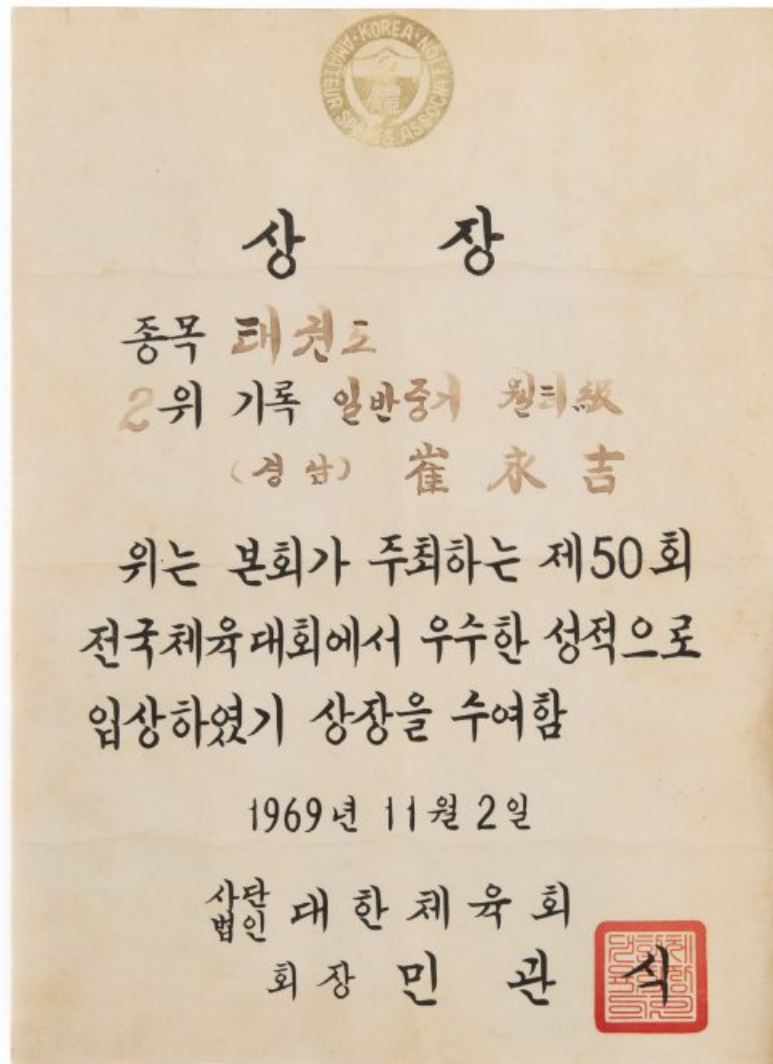 KOREA AMATEUR SPORTS ASSOCIATION
상 장
종목 태권도
2위 기록 일반중기 웰터級
(경남) 崔永吉
위는 본회가 주최하는 제50회
전국체육대회에서 우수한 성적으로
입상하였기 상장을 수여함
1969년 11월 2일
사단법인 대한체육회
회장 민관식